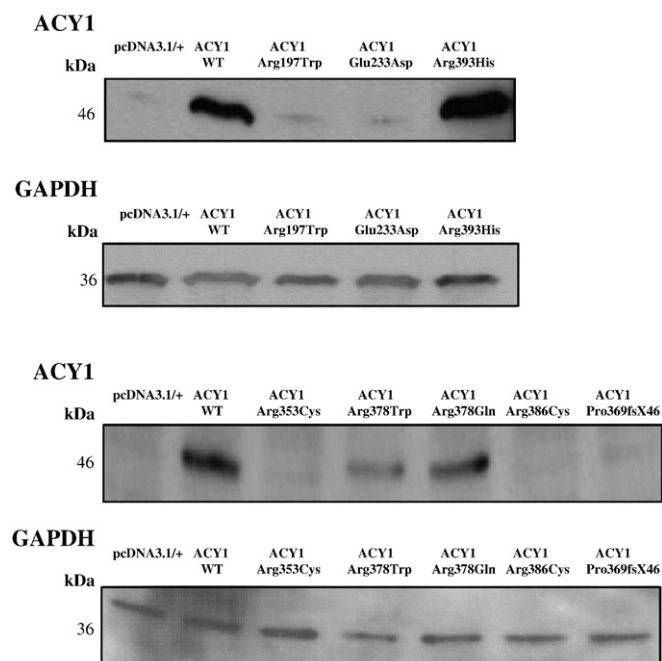 ACY1
pcDNA3.1/+ ACY1 ACY1 ACY1 ACY1
kDa WT Arg197Trp Glu233Asp Arg393His
46
GAPDH
pcDNA3.1/+ ACY1 ACY1 ACY1 ACY1
kDa WT Arg197Trp Glu233Asp Arg393His
36
ACY1
pcDNA3.1/+ ACY1 ACY1 ACY1 ACY1 ACY1 ACY1
kDa WT Arg353Cys Arg378Trp Arg378Gln Arg386Cys Pro369fsX46
46
GAPDH
pcDNA3.1/+ ACY1 ACY1 ACY1 ACY1 ACY1 ACY1
WT Arg353Cys Arg378Trp Arg378Gln Arg386Cys Pro369fsX46
kDa
36